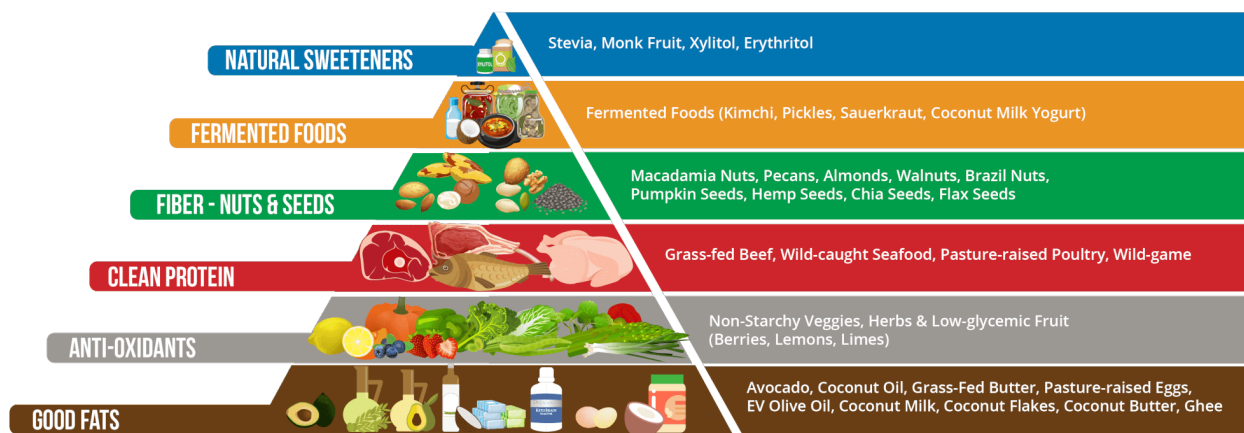 NATURAL SWEETENERS
Stevia, Monk Fruit, Xylitol, Erythritol
XYLITOL
FERMENTED FOODS
Fermented Foods (Kimchi, Pickles, Sauerkraut, Coconut Milk Yogurt)
FIBER - NUTS & SEEDS
Macadamia Nuts, Pecans, Almonds, Walnuts, Brazil Nuts,
Pumpkin Seeds, Hemp Seeds, Chia Seeds, Flax Seeds
CLEAN PROTEIN
Grass-fed Beef, Wild-caught Seafood, Pasture-raised Poultry, Wild-game
ANTI-OXIDANTS
Non-Starchy Veggies, Herbs & Low-glycemic Fruit
(Berries, Lemons, Limes)
GOOD FATS
Avocado, Coconut Oil, Grass-Fed Butter, Pasture-raised Eggs,
EV Olive Oil, Coconut Milk, Coconut Flakes, Coconut Butter, Ghee